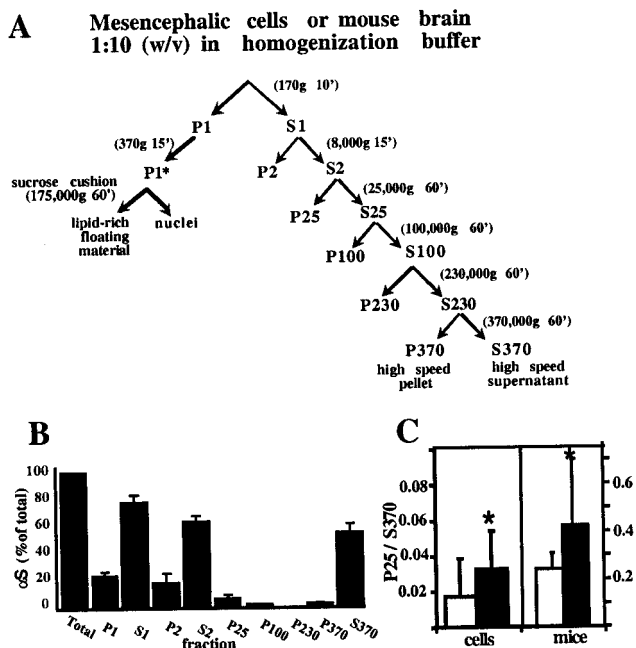 A
Mesencephalic cells or mouse brain
1:10 (w/v) in homogenization buffer
(170g 10')
P1 S1
(370g 15') (8,000g 15')
P1* P2 S2
sucrose cushion
(175,000g 60')
(25,000g 60')
lipid-rich
floating
material
nuclei
P25 S25
(100,000g 60')
P100 S100
(230,000g 60')
P230 S230
(370,000g 60')
P370 S370
high speed
pellet
high speed
supernatant
B
αS (% of total)
100
80
60
40
20
0
Total P1 S1 P2 S2 P25 P100 P230 P370 S370
fraction
C
P25 / S370
0.08
0.06
0.04
0.02
* *
0.6
0.4
0.2
cells mice